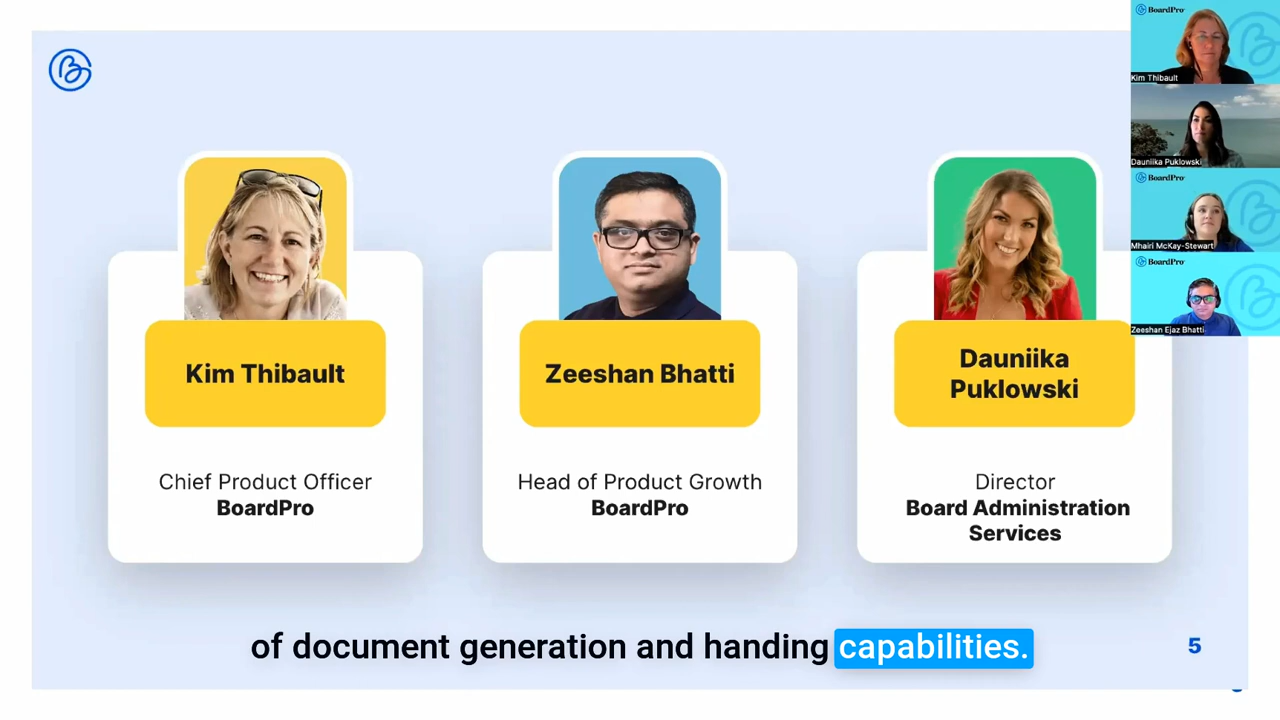 Kim Thibault
Chief Product Officer
BoardPro
Zeeshan Bhatti
Head of Product Growth
BoardPro
Dauniika
Puklowski
Director
Board Administration
Services
of document generation and handing capabilities.
5
BoardPro
Kim Thibault
Dauniika Puklowski
BoardPro
Mhairi McKay-Stewart
BoardPro
Zeeshan Ejaz Bhatti